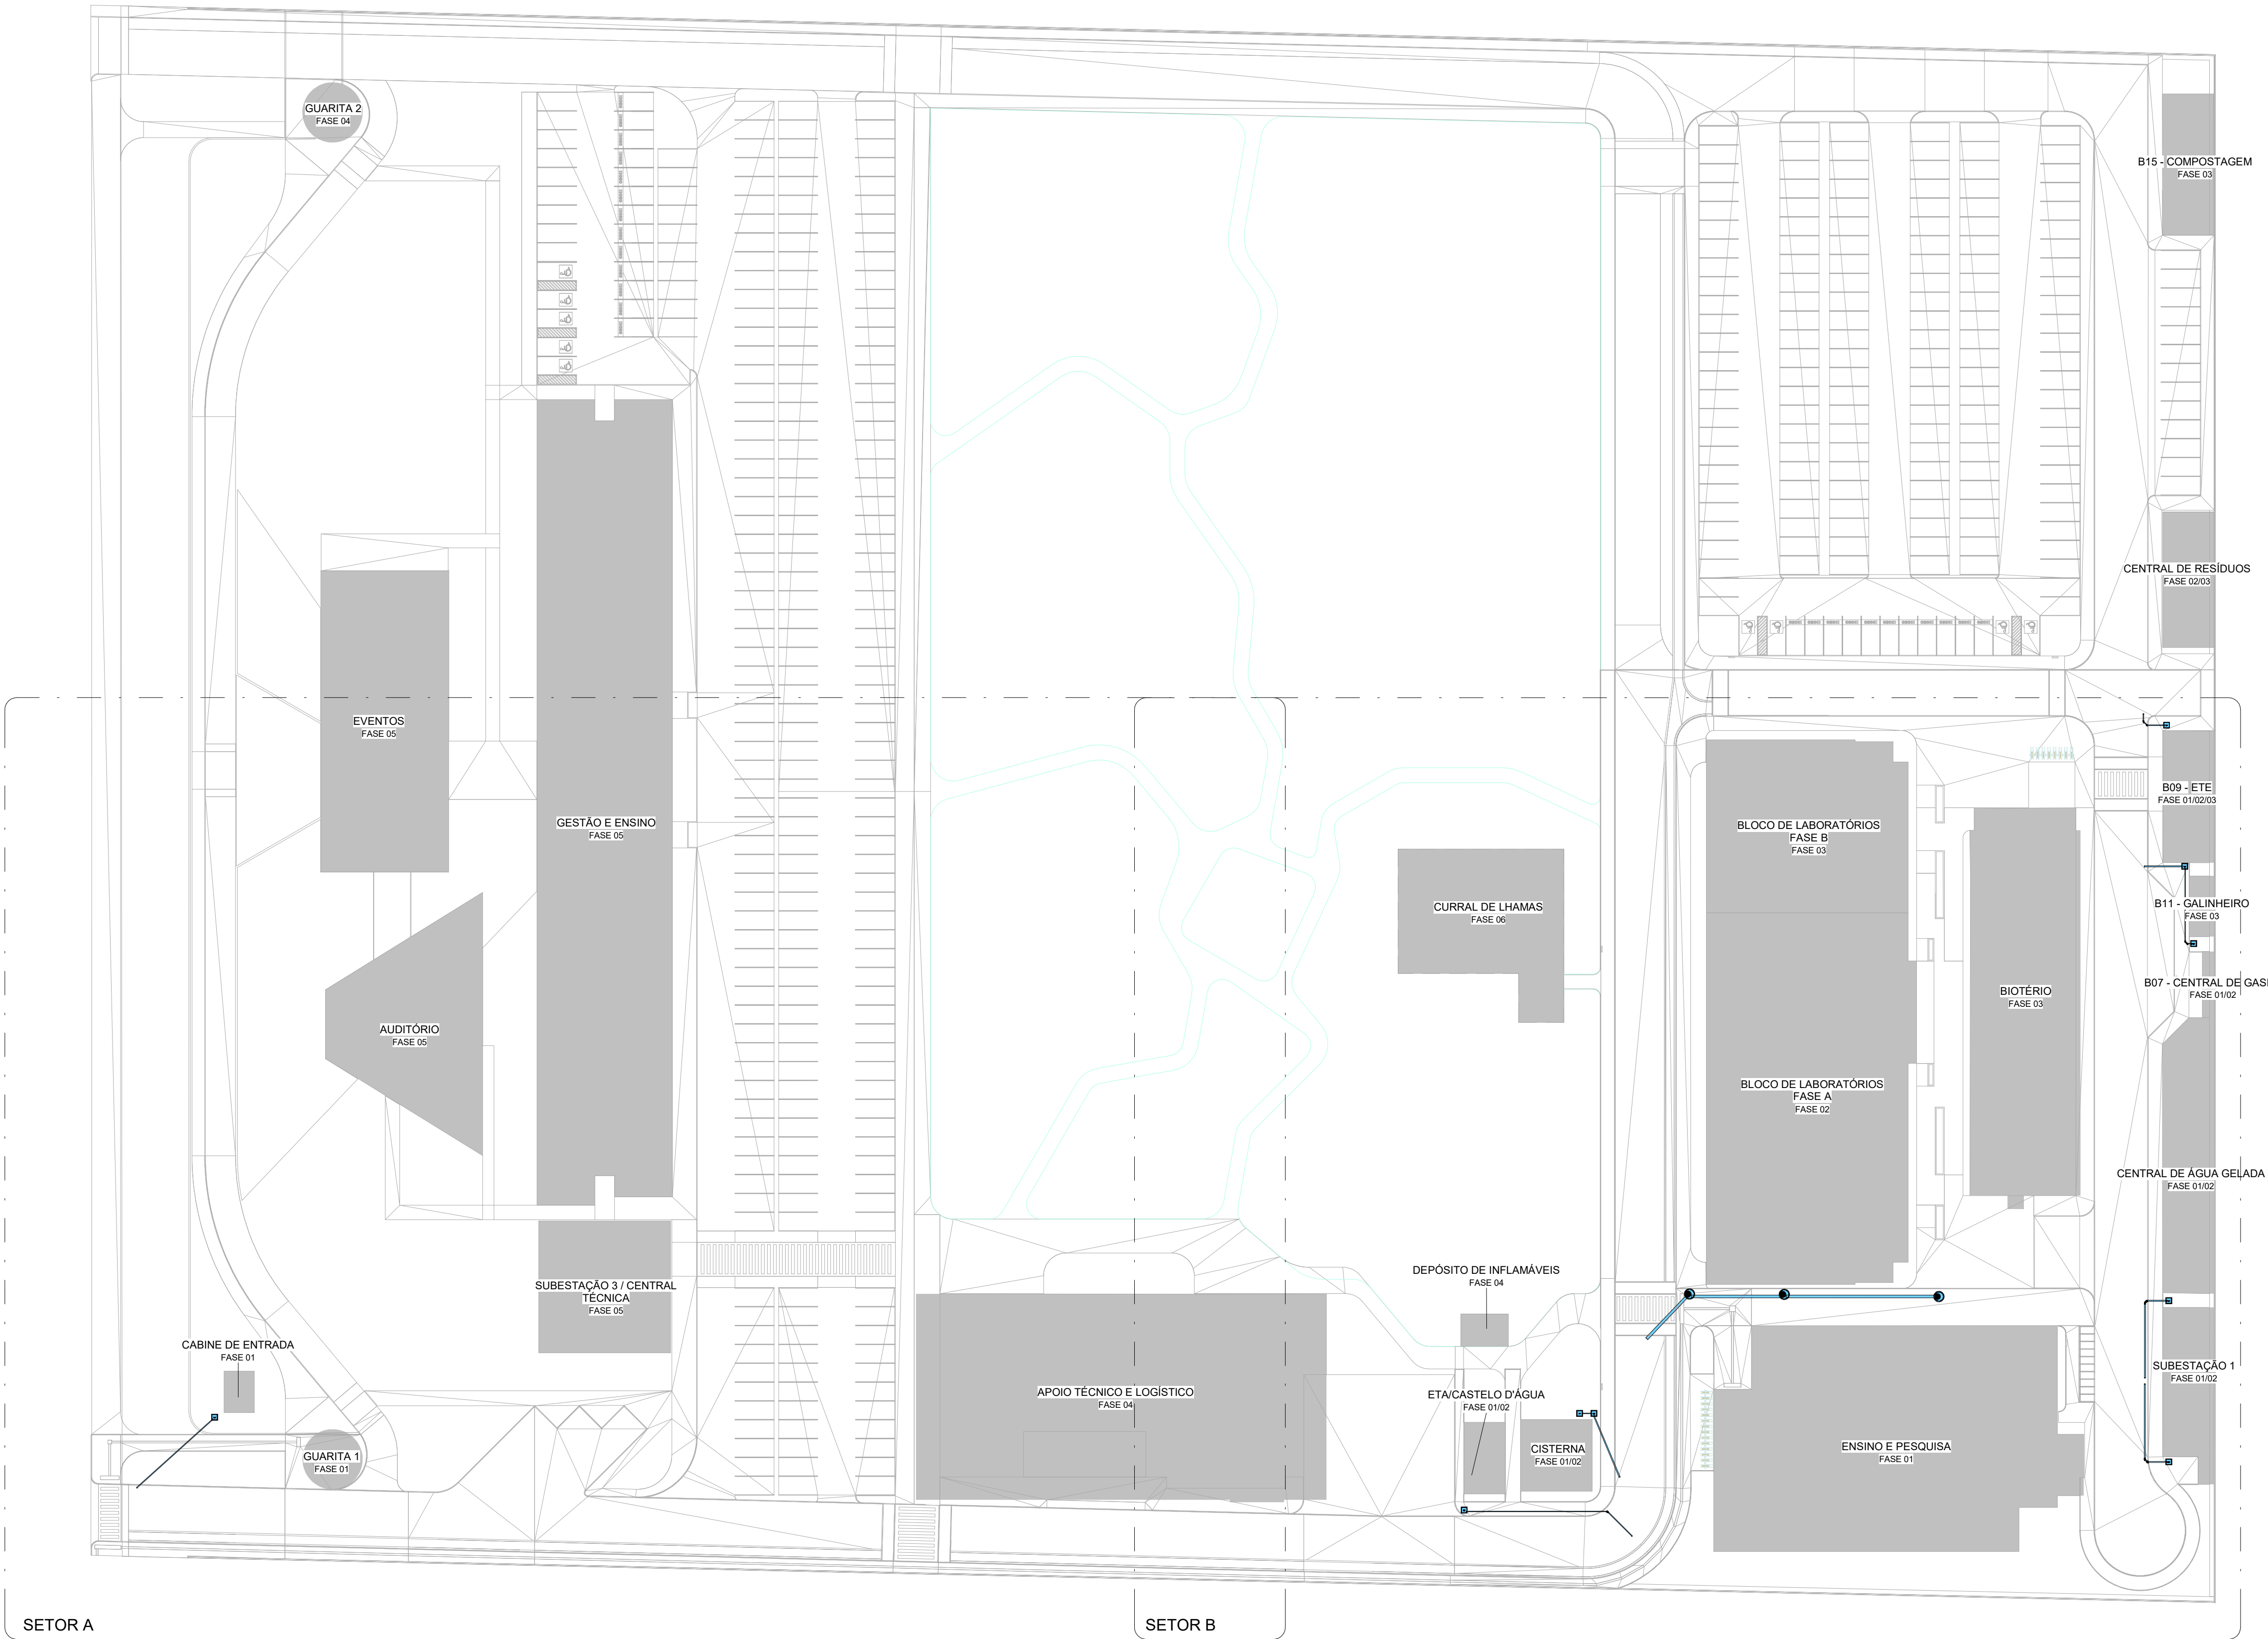 GUARITA 2
FASE 04
B15 - COMPOSTAGEM
FASE 03
CENTRAL DE RESÍDUOS
FASE 02/03
EVENTOS
FASE 05
GESTÃO E ENSINO
FASE 05
BLOCO DE LABORATÓRIOS
FASE B
FASE 03
B09 - ETE
FASE 01/02/03
CURRAL DE LHAMAS
FASE 06
B11 - GALINHEIRO
FASE 03
B07 - CENTRAL DE GAS
FASE 01/02
BIOTÉRIO
FASE 03
AUDITÓRIO
FASE 05
BLOCO DE LABORATÓRIOS
FASE A
FASE 02
CENTRAL DE ÁGUA GELADA
FASE 01/02
SUBESTAÇÃO 3 / CENTRAL
TÉCNICA
FASE 05
DEPÓSITO DE INFLAMÁVEIS
FASE 04
CABINE DE ENTRADA
FASE 01
SUBESTAÇÃO 1
FASE 01/02
APOIO TÉCNICO E LOGÍSTICO
FASE 04
ETA/CASTELO D'ÁGUA
FASE 01/02
CISTERNA
FASE 01/02
ENSINO E PESQUISA
FASE 01
GUARITA 1
FASE 01
SETOR A
SETOR B